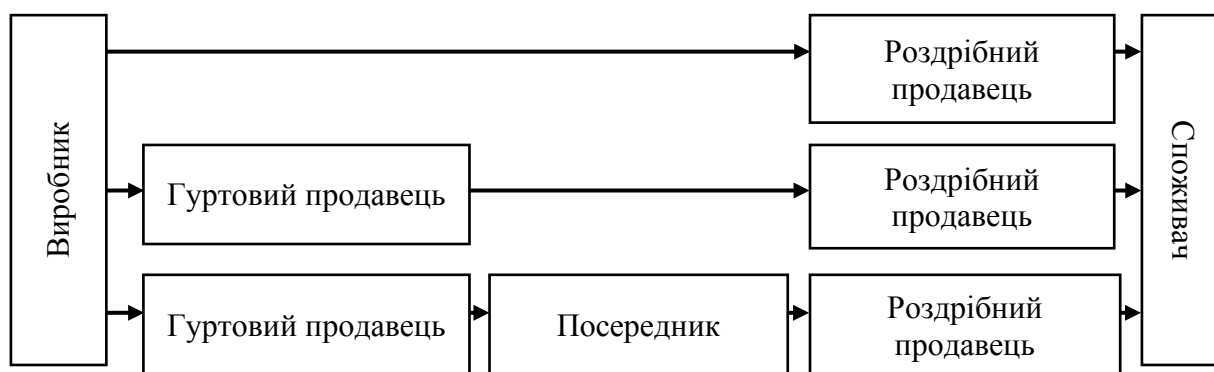 Виробник
Роздрібний
продавець
Гуртовий продавець
Роздрібний
продавець
Гуртовий продавець
Посередник
Роздрібний
продавець
Споживач